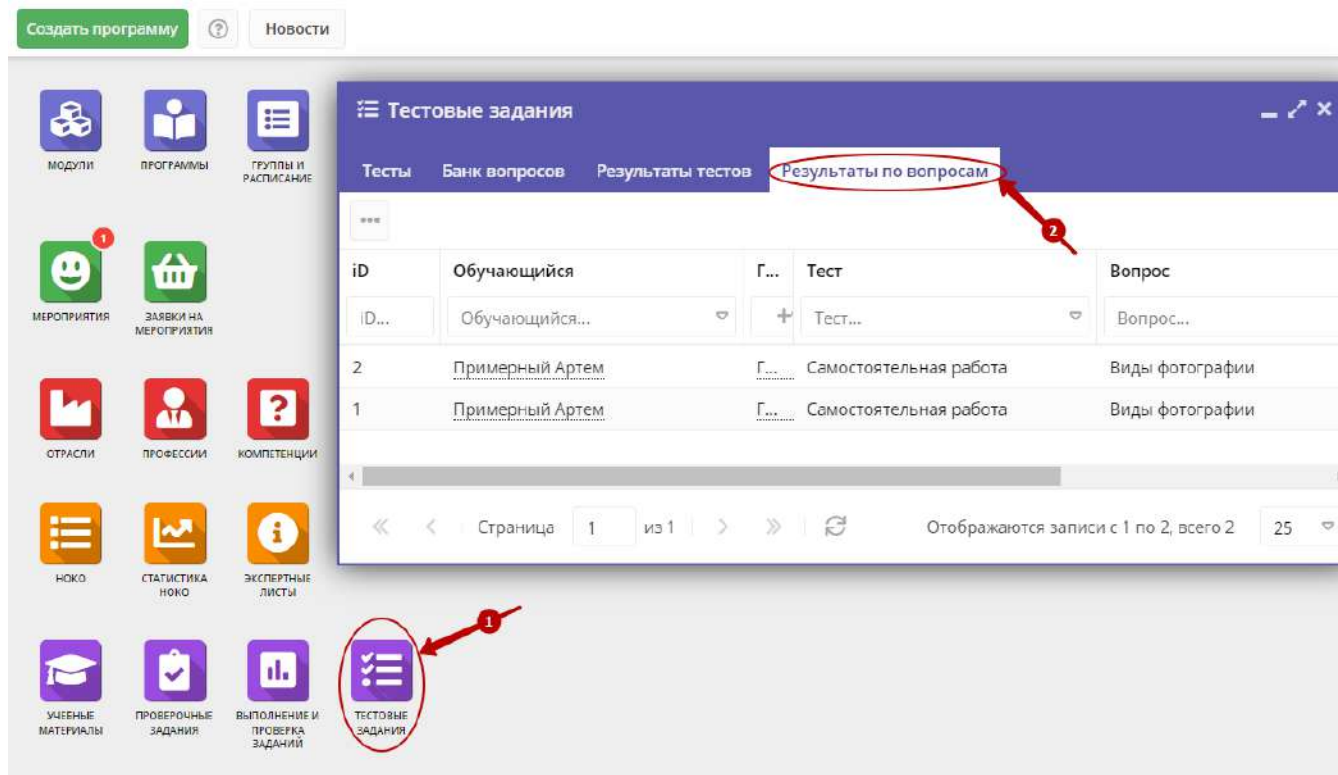 Создать программу
Новости
МОДУЛИ
ПРОГРАММЫ
ГРУППЫ И
РАСПИСАНИЕ
1
МЕРОПРИЯТИЯ
ЗАЯВКИ НА
МЕРОПРИЯТИЯ
ОТРАСЛИ
ПРОФЕССИИ
КОМПЕТЕНЦИИ
НОКО
СТАТИСТИКА
НОКО
ЭКСПЕРТНЫЕ
ЛИСТЫ
УЧЕБНЫЕ
МАТЕРИАЛЫ
ПРОВЕРОЧНЫЕ
ЗАДАНИЯ
ВЫПОЛНЕНИЕ И
ПРОВЕРКА
ЗАДАНИЙ
ТЕСТОВЫЕ
ЗАДАНИЯ
1
Тестовые задания
Тесты Банк вопросов Результаты тестов Результаты по вопросам
2
iD Обучающийся Г... Тест Вопрос
iD... Обучающийся... Тест... Вопрос...
2 Примерный Артем Г... Самостоятельная работа Виды фотографии
1 Примерный Артем Г... Самостоятельная работа Виды фотографии
Страница 1 из 1 Отображаются записи с 1 по 2, всего 2 25